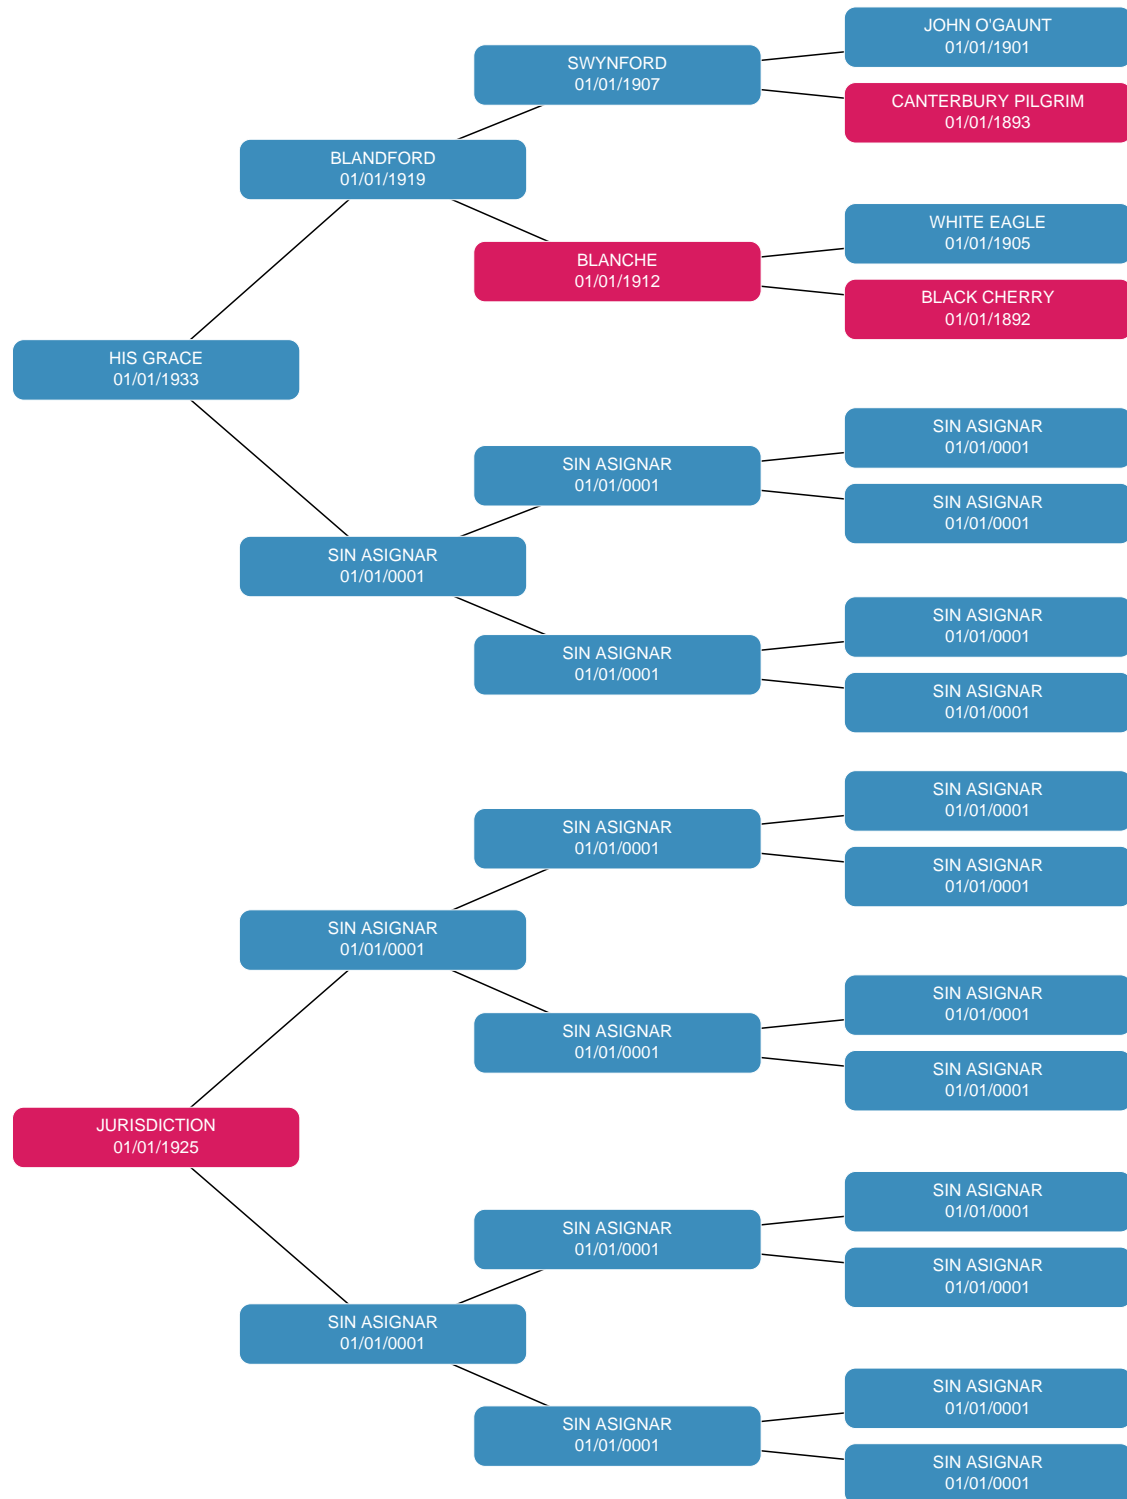 JOHN O'GAUNT
01/01/1901
SWYNFORD
01/01/1907
CANTERBURY PILGRIM
01/01/1893
BLANDFORD
01/01/1919
WHITE EAGLE
01/01/1905
BLANCHE
01/01/1912
BLACK CHERRY
01/01/1892
HIS GRACE
01/01/1933
SIN ASIGNAR
01/01/0001
SIN ASIGNAR
01/01/0001
SIN ASIGNAR
01/01/0001
SIN ASIGNAR
01/01/0001
SIN ASIGNAR
01/01/0001
SIN ASIGNAR
01/01/0001
SIN ASIGNAR
01/01/0001
SIN ASIGNAR
01/01/0001
SIN ASIGNAR
01/01/0001
SIN ASIGNAR
01/01/0001
SIN ASIGNAR
01/01/0001
SIN ASIGNAR
01/01/0001
SIN ASIGNAR
01/01/0001
SIN ASIGNAR
01/01/0001
JURISDICTION
01/01/1925
SIN ASIGNAR
01/01/0001
SIN ASIGNAR
01/01/0001
SIN ASIGNAR
01/01/0001
SIN ASIGNAR
01/01/0001
SIN ASIGNAR
01/01/0001
SIN ASIGNAR
01/01/0001
SIN ASIGNAR
01/01/0001